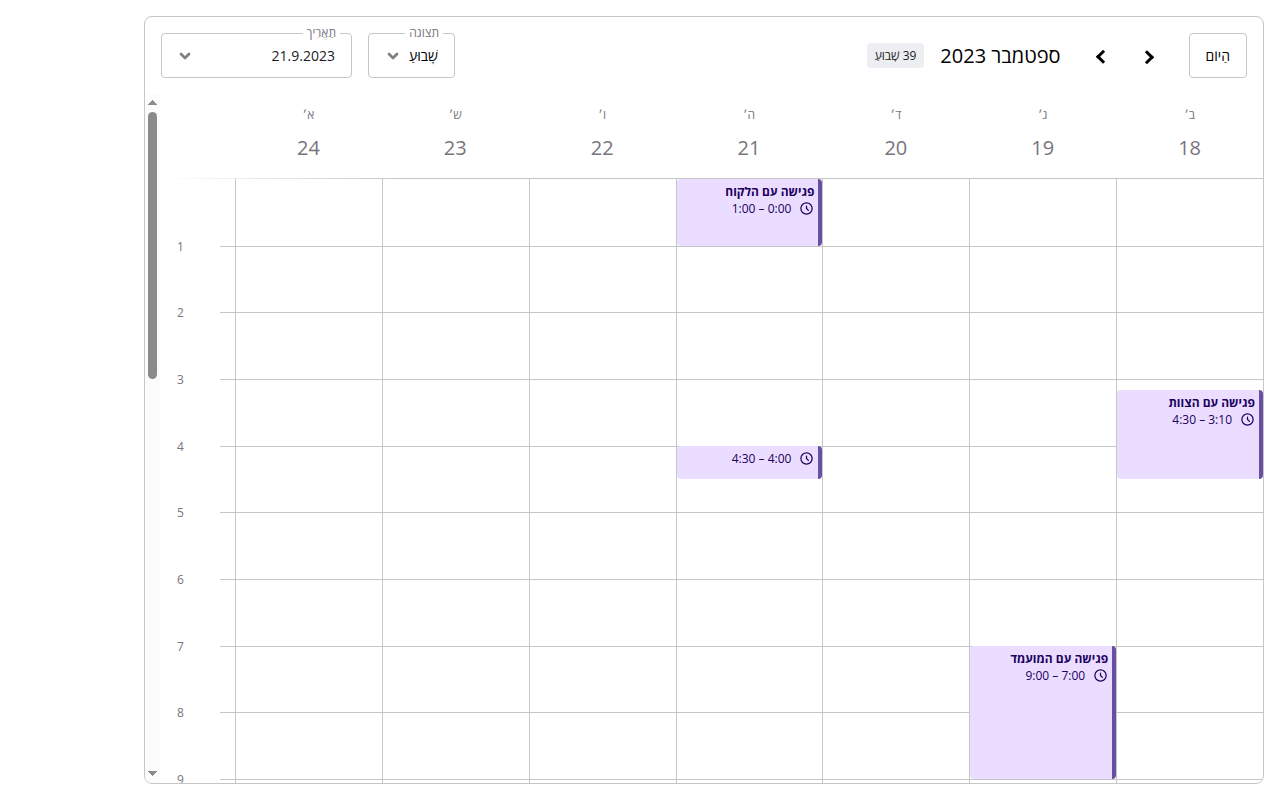 היום
ספטמבר 2023
39 שָׁבוּעַ
תצוגה
שָׁבוּעַ
תַאֲרִיך
21.9.2023
ב׳
ג׳
ד׳
ה׳
ו׳
ש׳
א׳
18
19
20
21
22
23
24
פגישה עם הלקוח
0:00 – 1:00
1
2
3
פגישה עם הצוות
3:10 – 4:30
4
4:00 – 4:30
5
6
7
פגישה עם המועמד
7:00 – 9:00
8
9